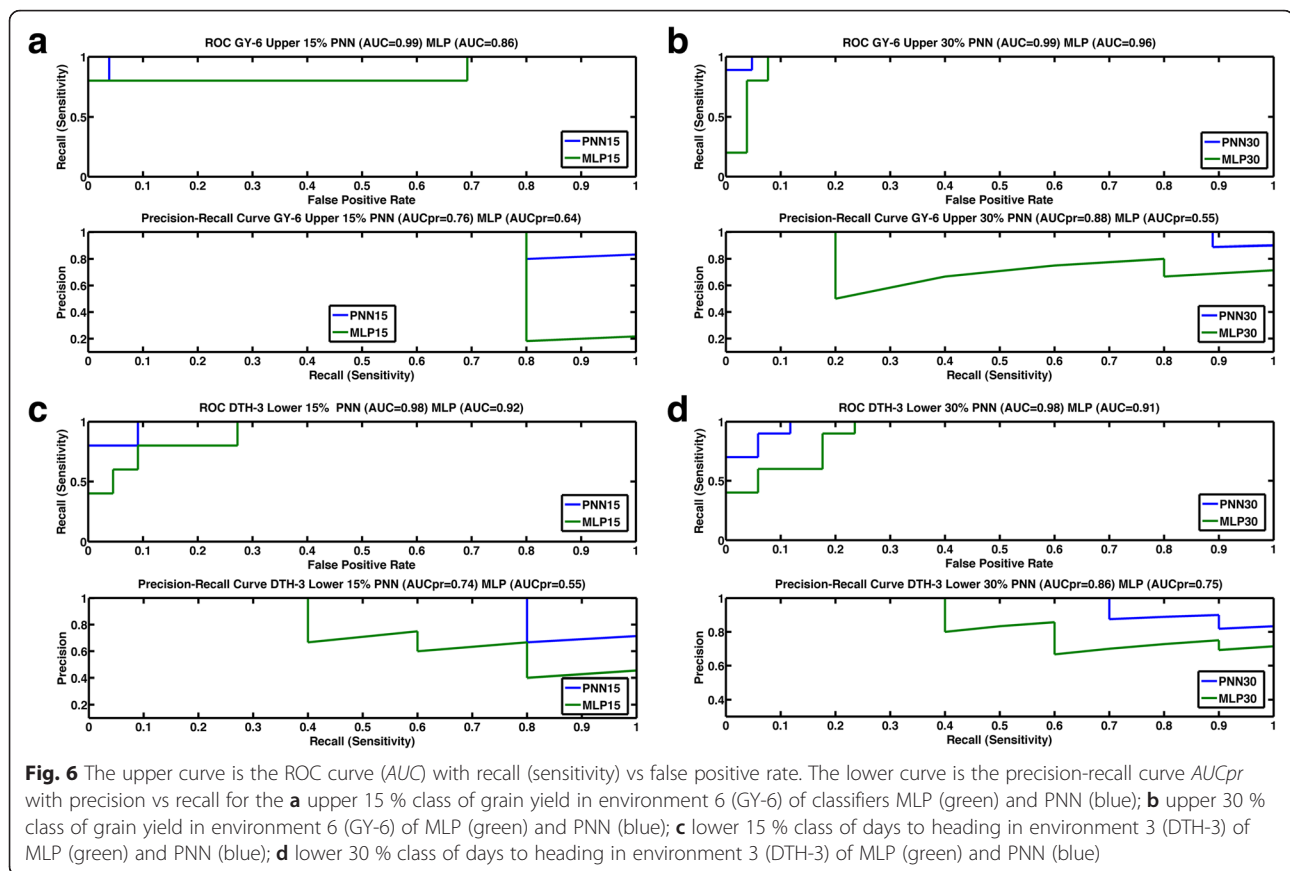 a
ROC GY-6 Upper 15% PNN (AUC=0.99) MLP (AUC=0.86)
1
0.5
0
Recall (Sensitivity)
PNN15
MLP15
0 0.1 0.2 0.3 0.4 0.5 0.6 0.7 0.8 0.9 1
False Positive Rate
Precision-Recall Curve GY-6 Upper 15% PNN (AUCpr=0.76) MLP (AUCpr=0.64)
1
0.8
0.6
0.4
0.2
Precision
PNN15
MLP15
0 0.1 0.2 0.3 0.4 0.5 0.6 0.7 0.8 0.9 1
Recall (Sensitivity)
b
ROC GY-6 Upper 30% PNN (AUC=0.99) MLP (AUC=0.96)
1
0.5
0
Recall (Sensitivity)
PNN30
MLP30
0 0.1 0.2 0.3 0.4 0.5 0.6 0.7 0.8 0.9 1
False Positive Rate
Precision-Recall Curve GY-6 Upper 30% PNN (AUCpr=0.88) MLP (AUCpr=0.55)
1
0.8
0.6
0.4
0.2
Precision
PNN30
MLP30
0 0.1 0.2 0.3 0.4 0.5 0.6 0.7 0.8 0.9 1
Recall (Sensitivity)
c
ROC DTH-3 Lower 15% PNN (AUC=0.98) MLP (AUC=0.92)
1
0.5
0
Recall (Sensitivity)
PNN15
MLP15
0 0.1 0.2 0.3 0.4 0.5 0.6 0.7 0.8 0.9 1
False Positive Rate
Precision-Recall Curve DTH-3 Lower 15% PNN (AUCpr=0.74) MLP (AUCpr=0.55)
1
0.8
0.6
0.4
0.2
Precision
PNN15
MLP15
0 0.1 0.2 0.3 0.4 0.5 0.6 0.7 0.8 0.9 1
Recall (Sensitivity)
d
ROC DTH-3 Lower 30% PNN (AUC=0.98) MLP (AUC=0.91)
1
0.5
0
Recall (Sensitivity)
PNN30
MLP30
0 0.1 0.2 0.3 0.4 0.5 0.6 0.7 0.8 0.9 1
False Positive Rate
Precision-Recall Curve DTH-3 Lower 30% PNN (AUCpr=0.86) MLP (AUCpr=0.75)
1
0.8
0.6
0.4
Precision
PNN30
MLP30
0 0.1 0.2 0.3 0.4 0.5 0.6 0.7 0.8 0.9 1
Recall (Sensitivity)
Fig. 6 The upper curve is the ROC curve (AUC) with recall (sensitivity) vs false positive rate. The lower curve is the precision-recall curve AUCpr
with precision vs recall for the a upper 15 % class of grain yield in environment 6 (GY-6) of classifiers MLP (green) and PNN (blue); b upper 30 %
class of grain yield in environment 6 (GY-6) of MLP (green) and PNN (blue); c lower 15 % class of days to heading in environment 3 (DTH-3) of
MLP (green) and PNN (blue); d lower 30 % class of days to heading in environment 3 (DTH-3) of MLP (green) and PNN (blue)